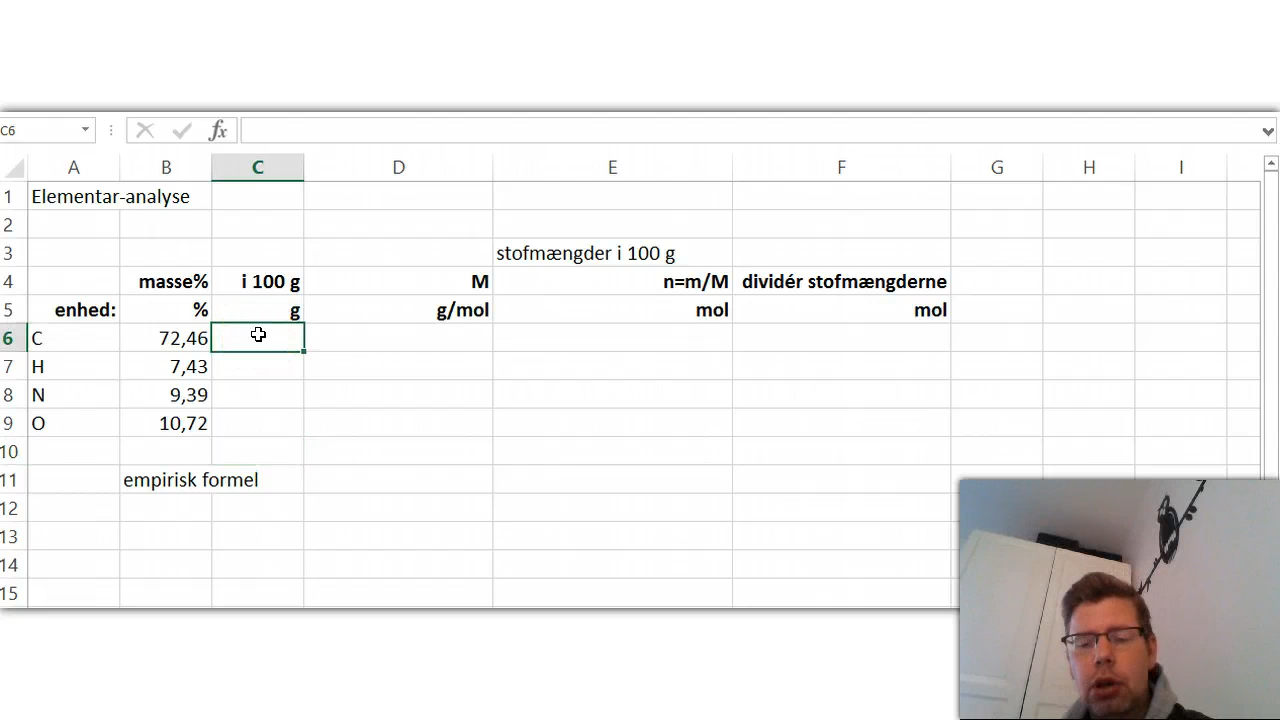 C6 fx
A B C D E F G H I
1 Elementar-analyse
2
3 stofmængder i 100 g
4 masse% i 100 g M n=m/M dividér stofmængderne
5 enhed: % g g/mol mol mol
6 C 72,46
7 H 7,43
8 N 9,39
9 O 10,72
10
11 empirisk formel
12
13
14
15